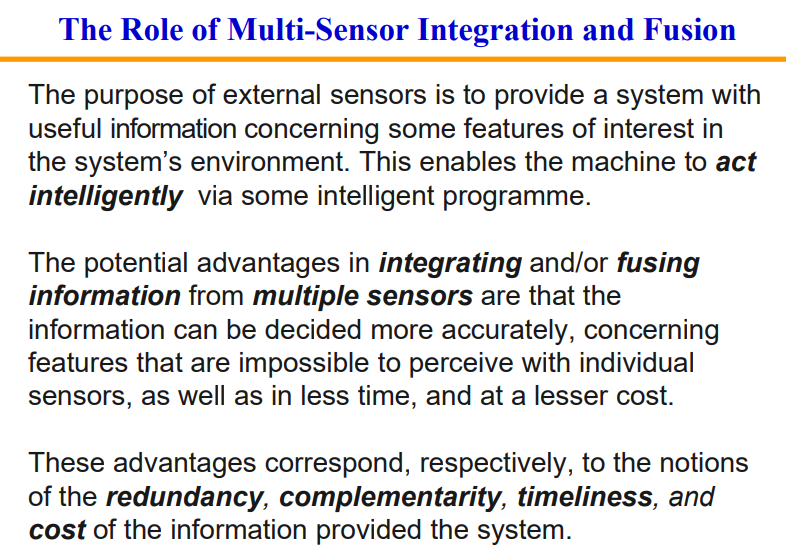 The Role of Multi-Sensor Integration and Fusion
The purpose of external sensors is to provide a system with
useful information concerning some features of interest in
the system’s environment. This enables the machine to act
intelligently via some intelligent programme.
The potential advantages in integrating and/or fusing
information from multiple sensors are that the
information can be decided more accurately, concerning
features that are impossible to perceive with individual
sensors, as well as in less time, and at a lesser cost.
These advantages correspond, respectively, to the notions
of the redundancy, complementarity, timeliness, and
cost of the information provided the system.